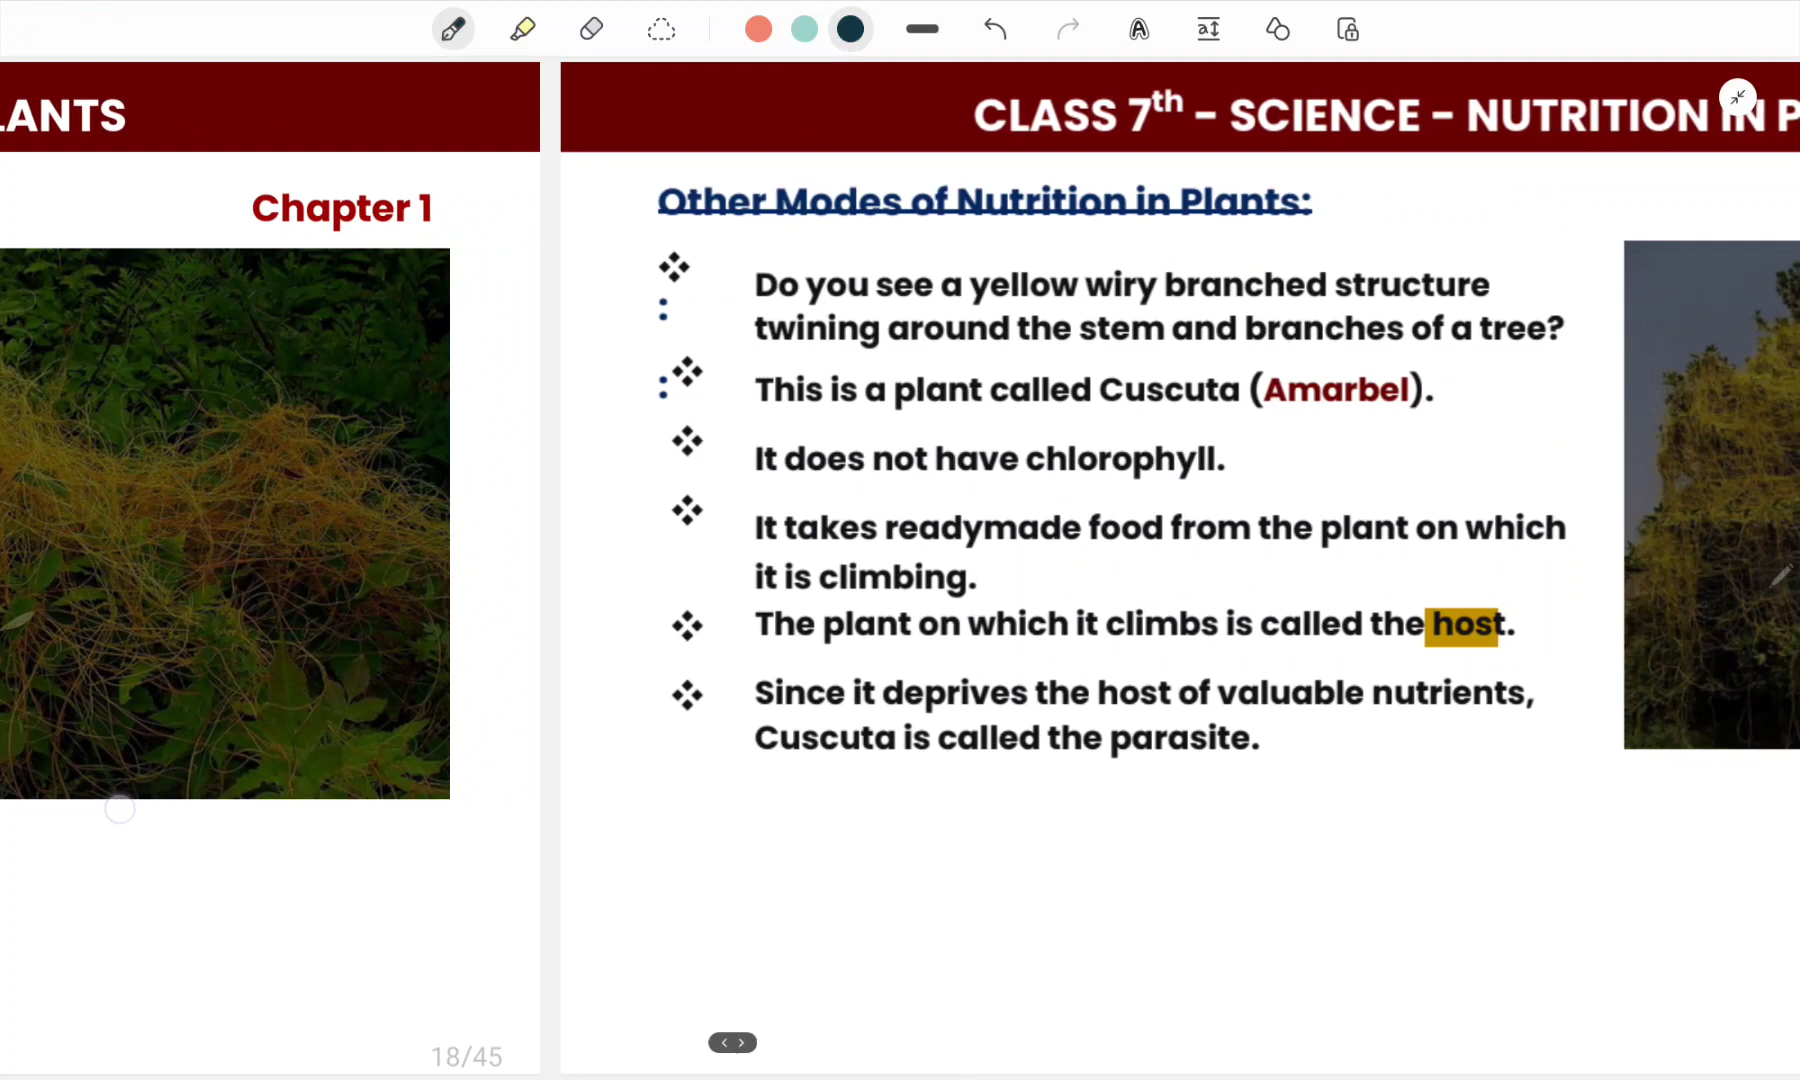 LANTS
Chapter 1
18/45
CLASS 7th - SCIENCE - NUTRITION IN P
Other Modes of Nutrition in Plants:
Do you see a yellow wiry branched structure
twining around the stem and branches of a tree?
This is a plant called Cuscuta (Amarbel).
It does not have chlorophyll.
It takes readymade food from the plant on which
it is climbing.
The plant on which it climbs is called the host.
Since it deprives the host of valuable nutrients,
Cuscuta is called the parasite.